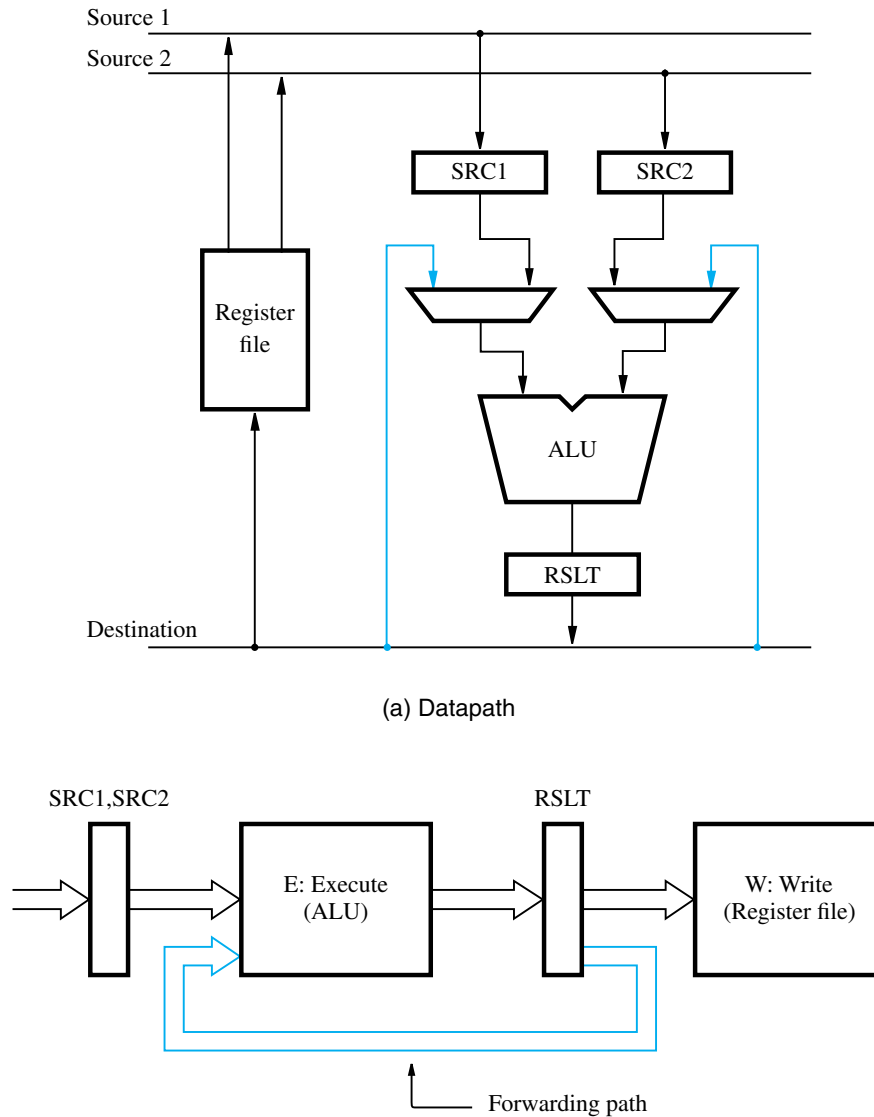 Source 1
Source 2
SRC1
SRC2
Register
file
ALU
RSLT
Destination
(a) Datapath
SRC1,SRC2
RSLT
E: Execute
(ALU)
W: Write
(Register file)
Forwarding path